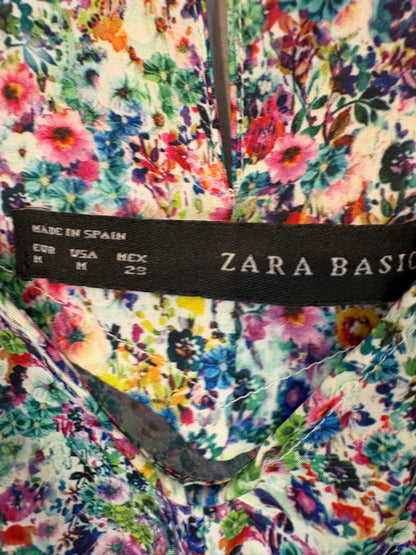 MADE IN SPAIN
EUR USA MEX
M M 28
ZARA BASIC